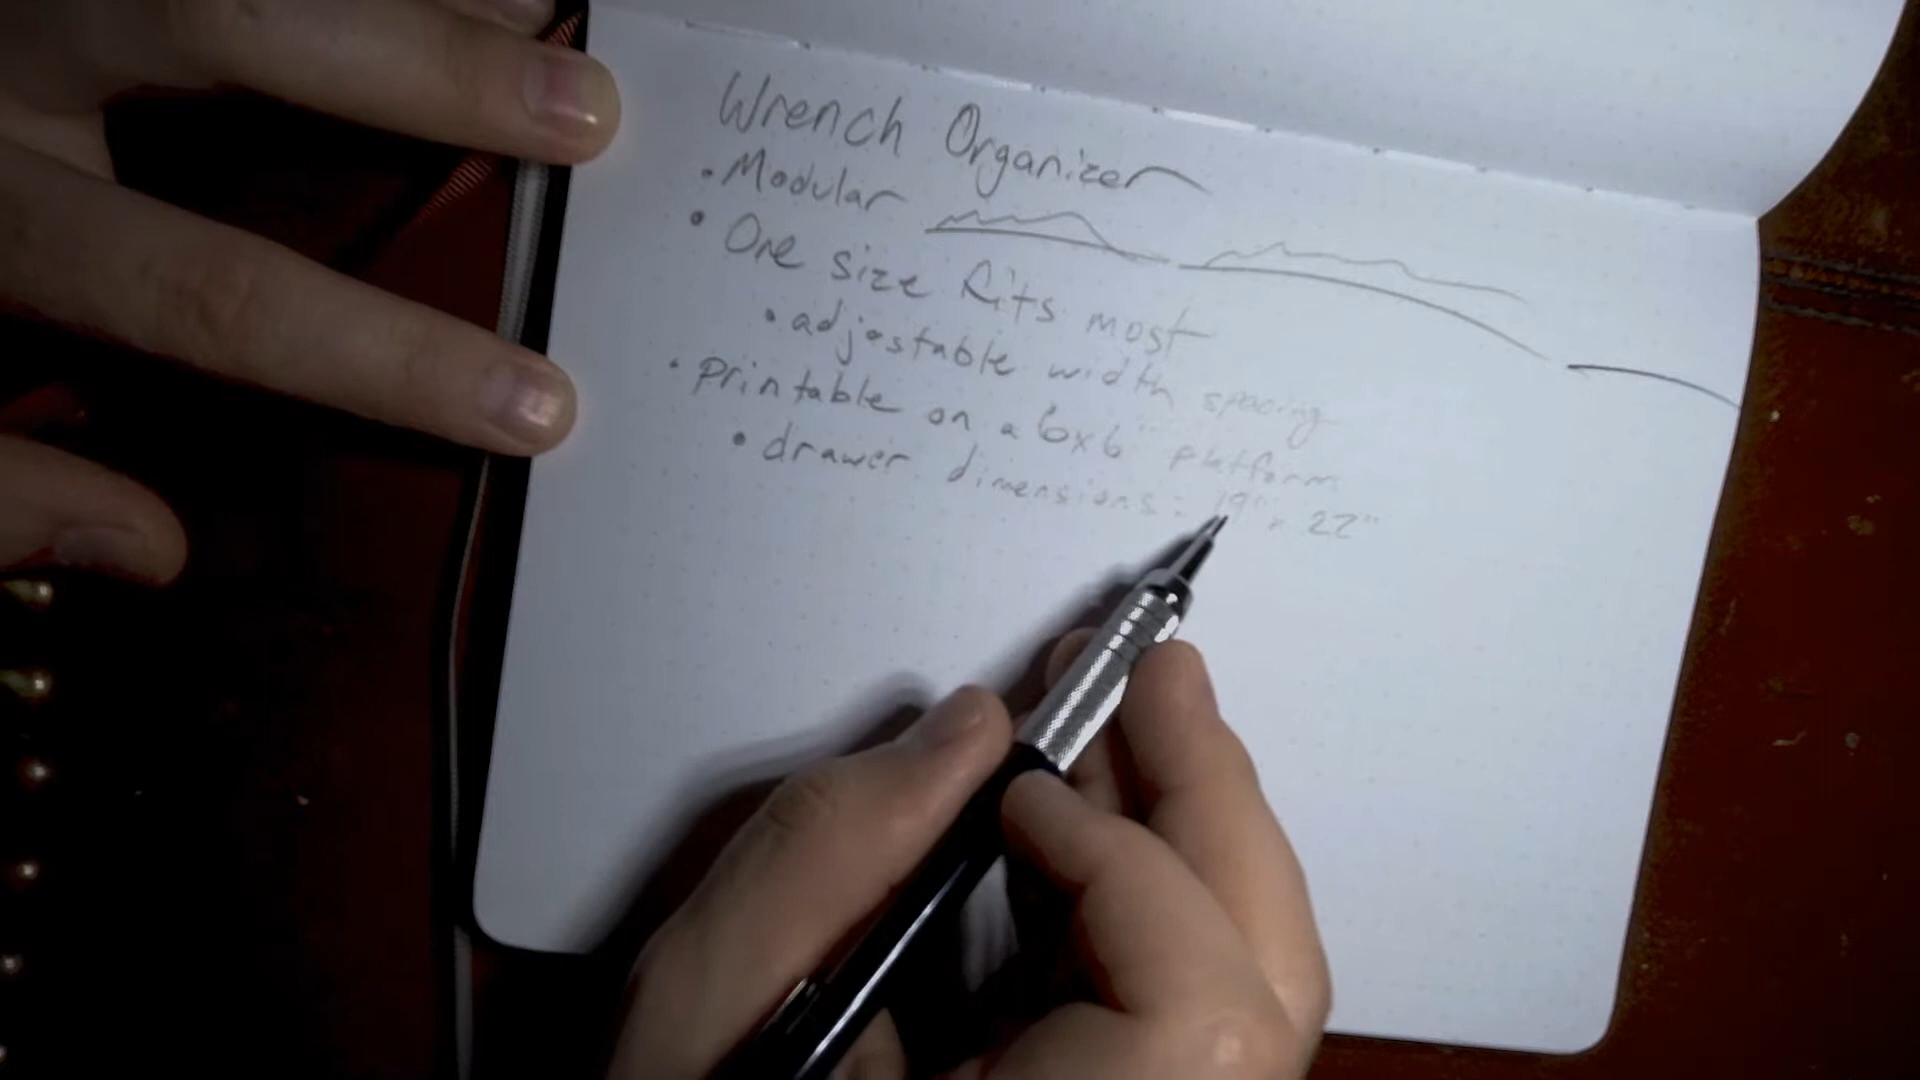 Wrench Organizer
• Modular
• One size fits most
• adjustable width spacing
• printable on a 6x6" platform
• drawer dimensions: 19" x 22"